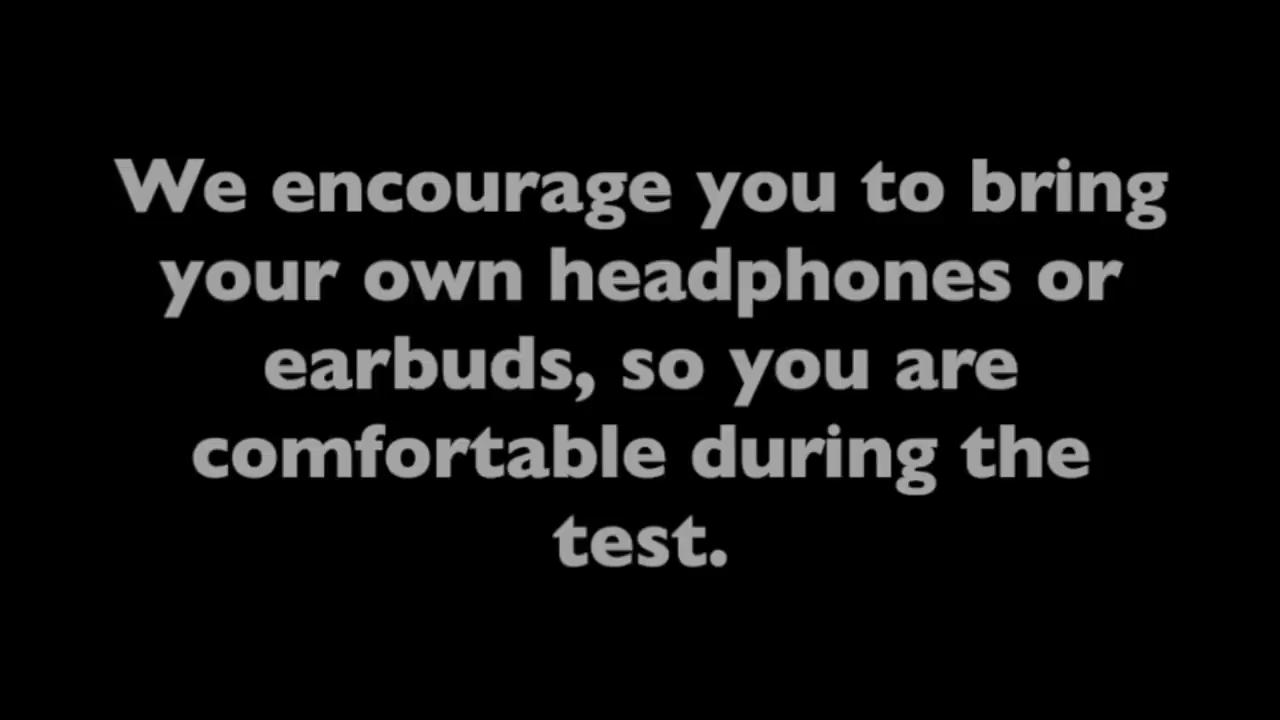 We encourage you to bring
your own headphones or
earbuds, so you are
comfortable during the
test.